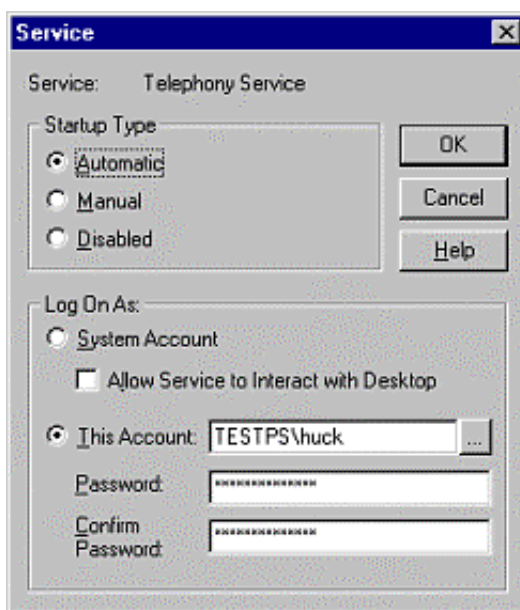 Service
Service: Telephony Service
Startup Type
Automatic
Manual
Disabled
OK
Cancel
Help
Log On As:
System Account
Allow Service to Interact with Desktop
This Account: TESTPS\huck ...
Password: **************
Confirm Password: **************